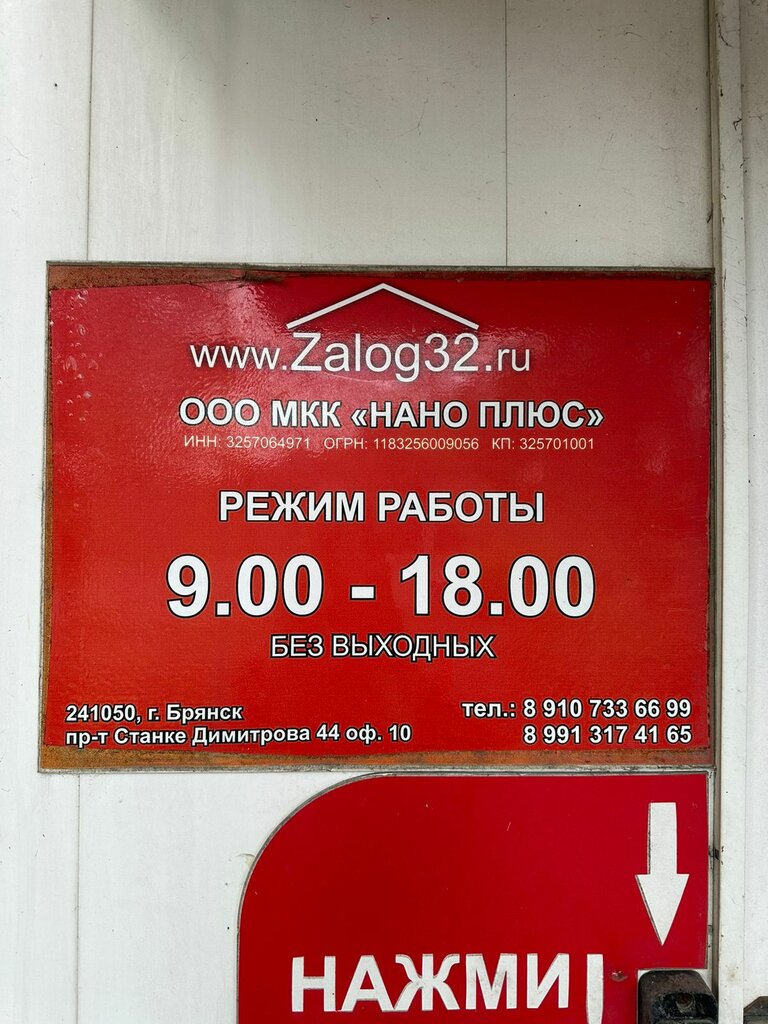 www.Zalog32.ru
ООО МКК «НАНО ПЛЮС»
ИНН: 3257064971 ОГРН: 1183256009056 КП: 325701001
РЕЖИМ РАБОТЫ
9.00 - 18.00
БЕЗ ВЫХОДНЫХ
241050, г. Брянск
пр-т Станке Димитрова 44 оф. 10
тел.: 8 910 733 66 99
8 991 317 41 65
НАЖМИ!